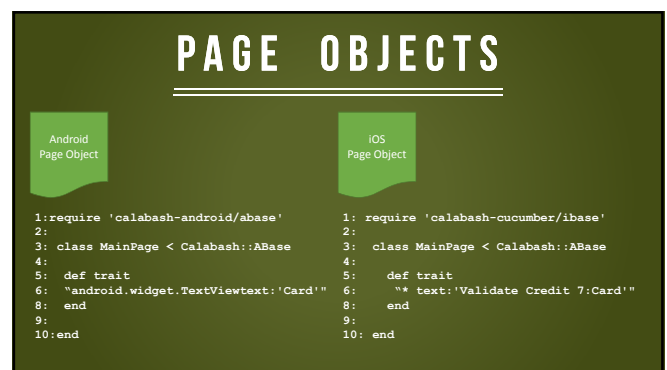 PAGE OBJECTS
Android
Page Object
1:require 'calabash-android/abase'
2:
3: class MainPage < Calabash::ABase
4:
5:  def trait
6:  “android.widget.TextViewtext:'Card'"
8:  end
9:
10:end
iOS
Page Object
1: require 'calabash-cucumber/ibase'
2:
3:  class MainPage < Calabash::ABase
4:
5:    def trait
6:     “* text:'Validate Credit 7:Card'"
8:    end
9:
10: end